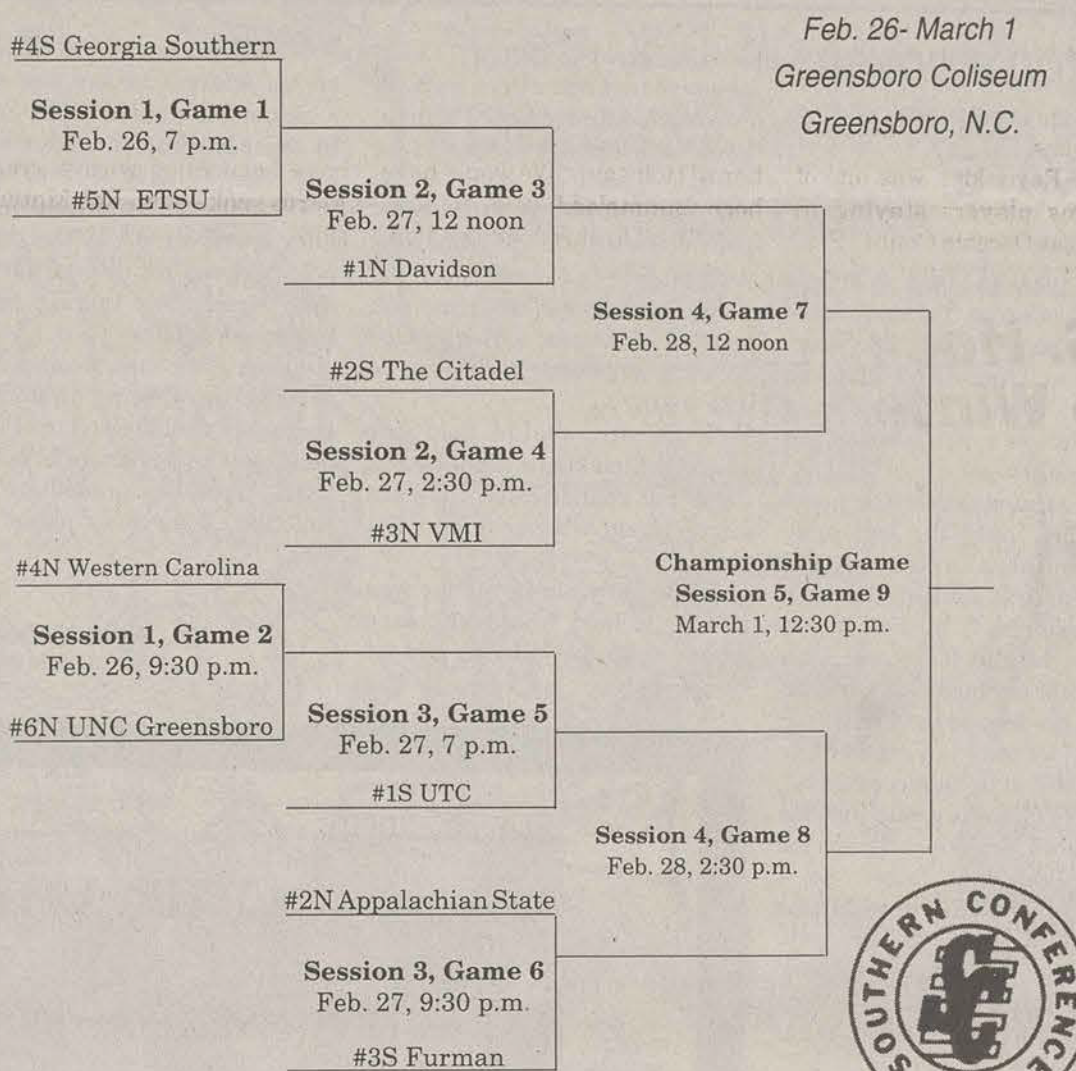 Feb. 26- March 1
Greensboro Coliseum
Greensboro, N.C.
#4S Georgia Southern
Session 1, Game 1
Feb. 26, 7 p.m.
#5N ETSU
Session 2, Game 3
Feb. 27, 12 noon
#1N Davidson
Session 4, Game 7
Feb. 28, 12 noon
#2S The Citadel
Session 2, Game 4
Feb. 27, 2:30 p.m.
#3N VMI
#4N Western Carolina
Session 1, Game 2
Feb. 26, 9:30 p.m.
#6N UNC Greensboro
Championship Game
Session 5, Game 9
March 1, 12:30 p.m.
Session 3, Game 5
Feb. 27, 7 p.m.
#1S UTC
Session 4, Game 8
Feb. 28, 2:30 p.m.
#2N Appalachian State
Session 3, Game 6
Feb. 27, 9:30 p.m.
#3S Furman
SOUTHERN CONFERENCE
SC